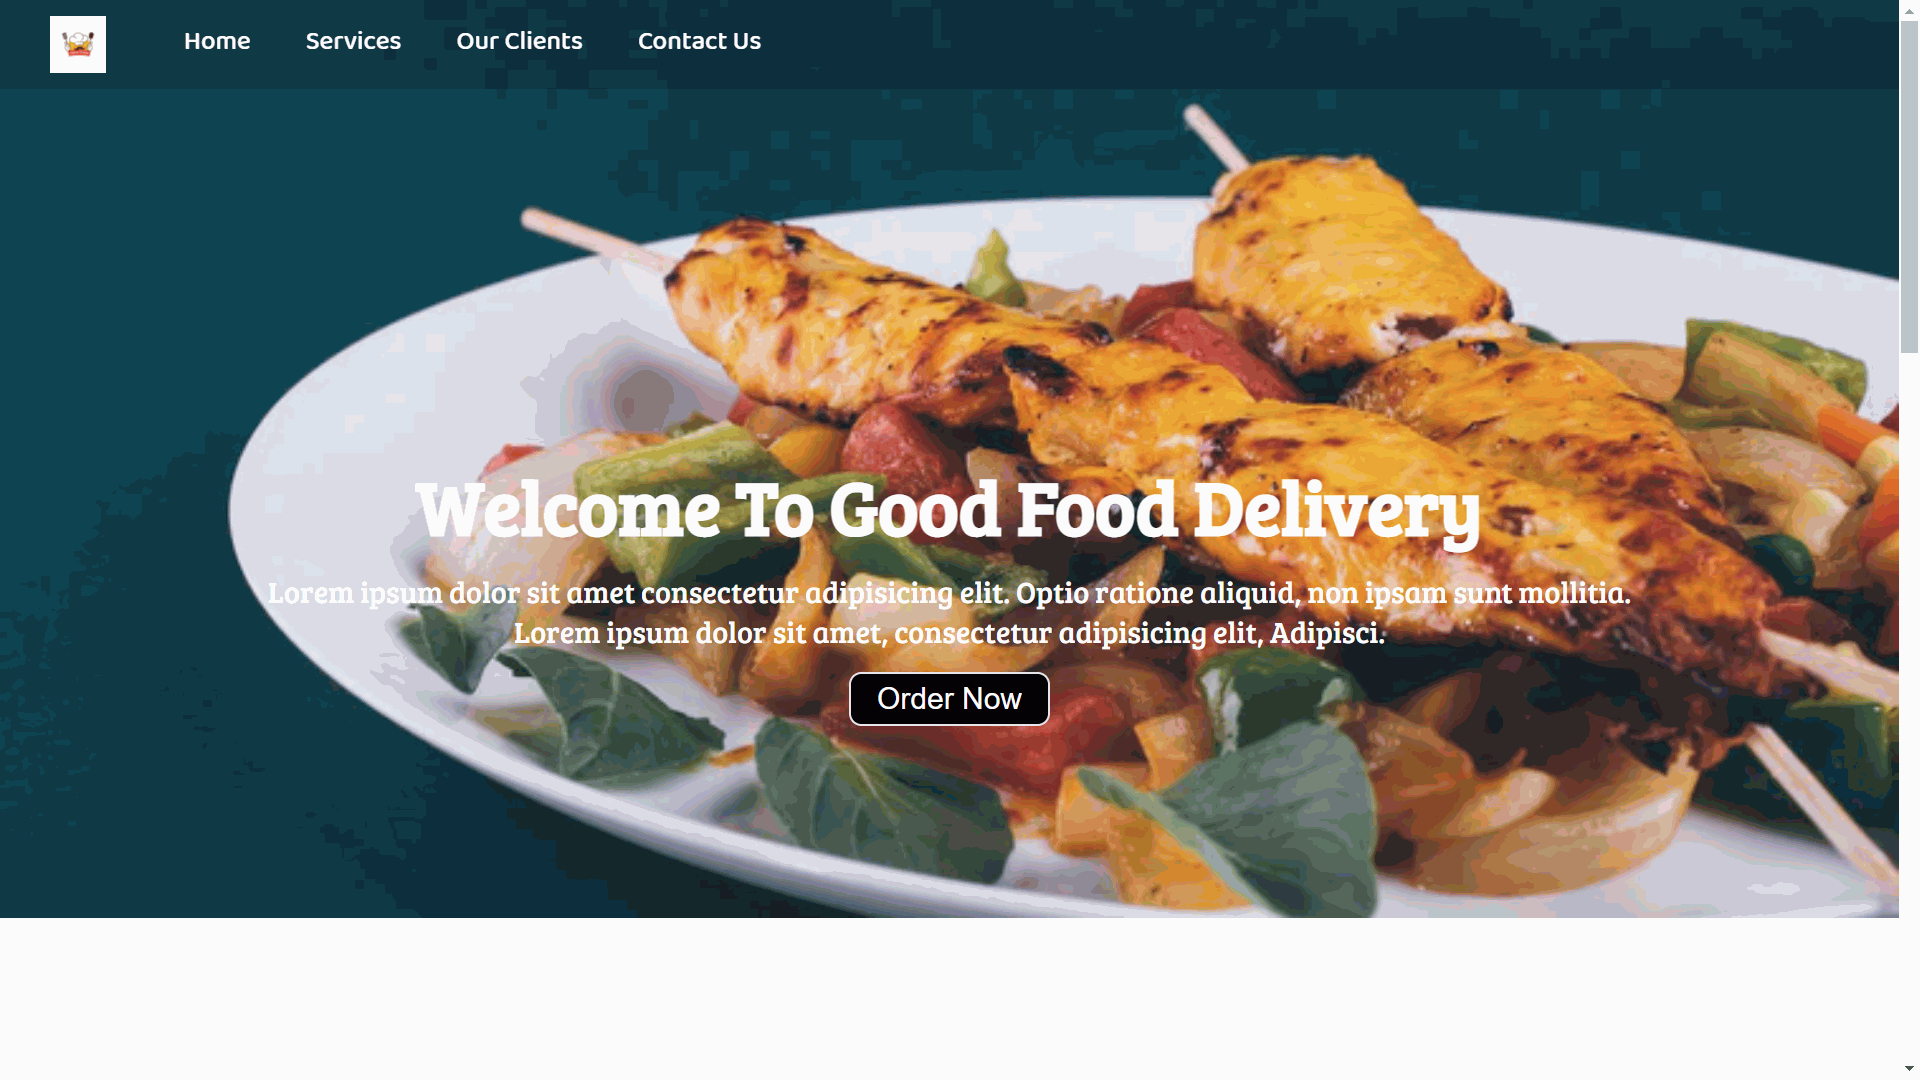 Home
Services
Our Clients
Contact Us
Welcome To Good Food Delivery
Lorem ipsum dolor sit amet consectetur adipisicing elit. Optio ratione aliquid, non ipsam sunt mollitia.
Lorem ipsum dolor sit amet, consectetur adipisicing elit, Adipisci.
Order Now